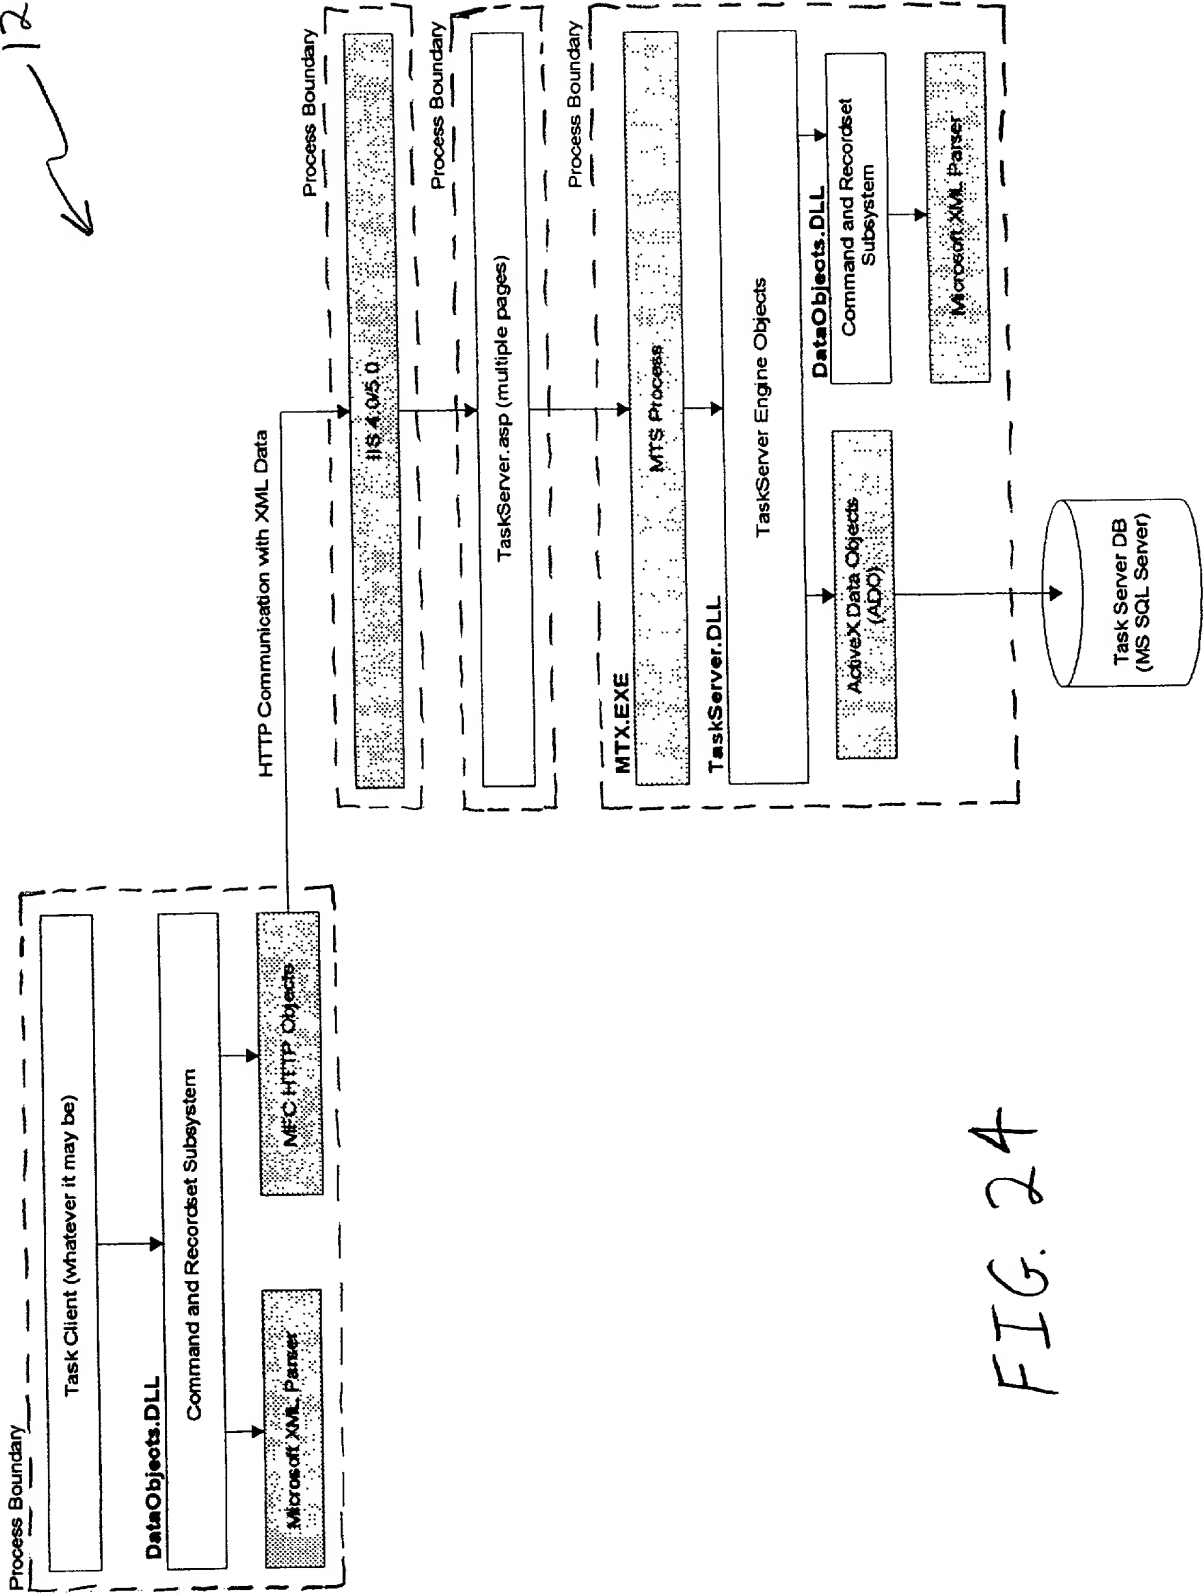 12
Process Boundary
Task Client (whatever it may be)
DataObjects.DLL
Command and Recordset Subsystem
Microsoft XML Parser
MFC HTTP Objects
HTTP Communication with XML Data
Process Boundary
IIS 4.0/5.0
Process Boundary
TaskServer.asp (multiple pages)
Process Boundary
MTX.EXE
MTS Process
TaskServer.DLL
TaskServer Engine Objects
ActiveX Data Objects
(ADO)
DataObjects.DLL
Command and Recordset
Subsystem
Microsoft XML Parser
Task Server DB
(MS SQL Server)
FIG. 24